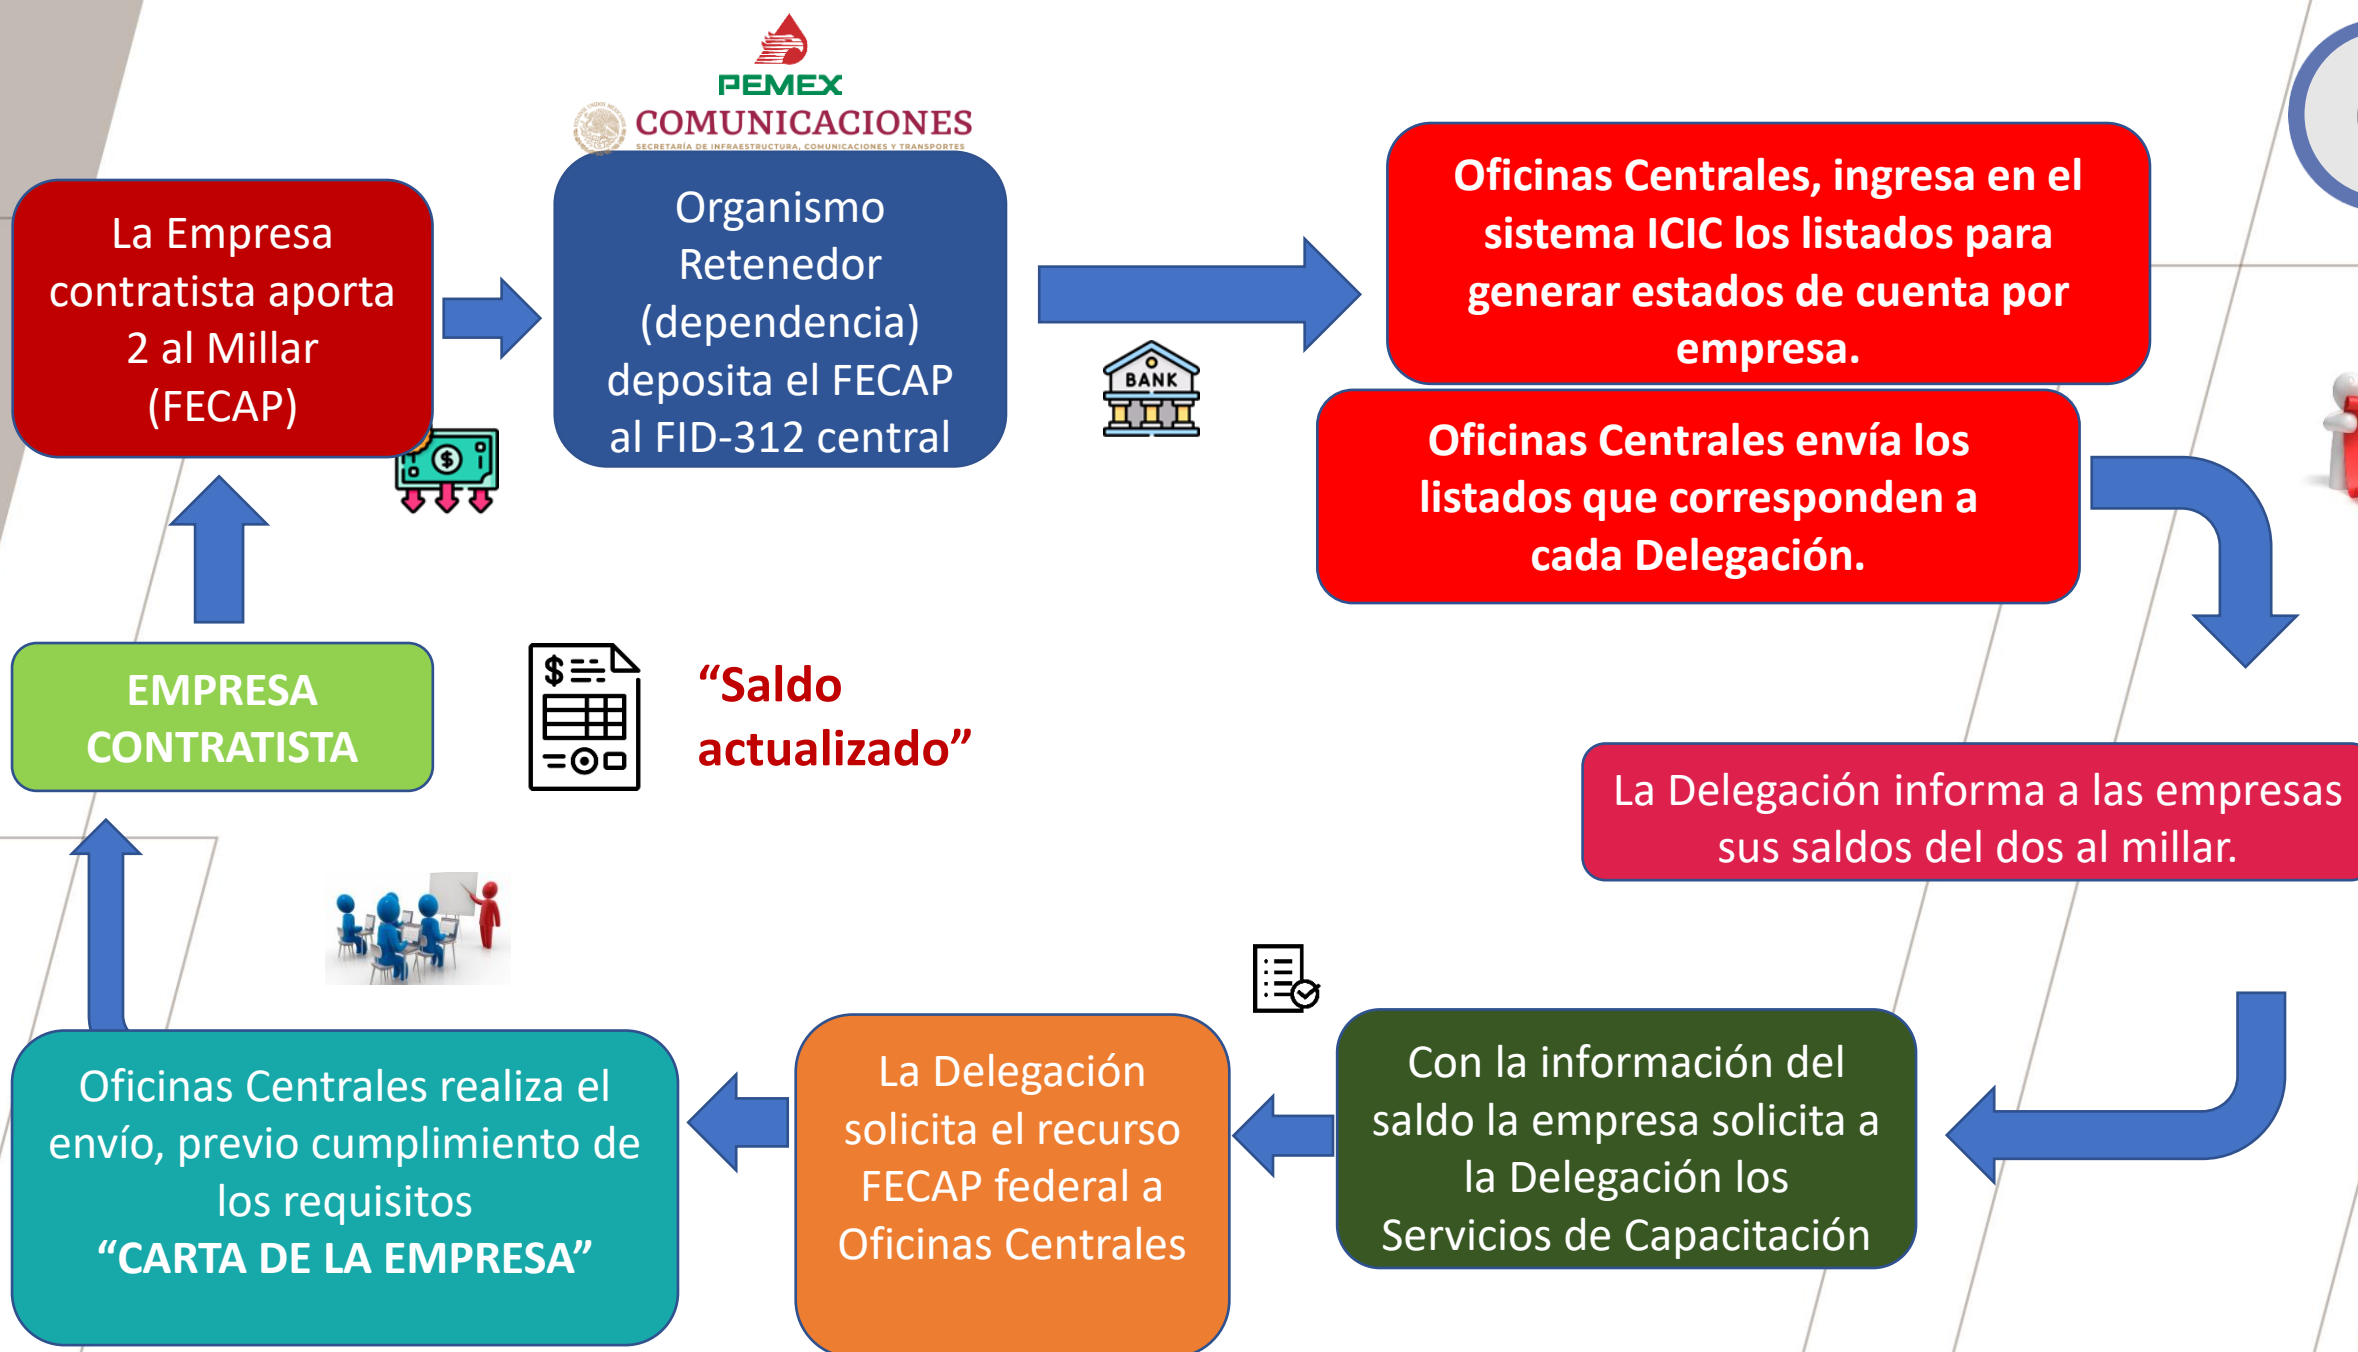 PEMEX
COMUNICACIONES
SECRETARÍA DE INFRAESTRUCTURA, COMUNICACIONES Y TRANSPORTES
La Empresa
contratista aporta
2 al Millar
(FECAP)
Organismo
Retenedor
(dependencia)
deposita el FECAP
al FID-312 central
BANK
Oficinas Centrales, ingresa en el
sistema ICIC los listados para
generar estados de cuenta por
empresa.
Oficinas Centrales envía los
listados que corresponden a
cada Delegación.
EMPRESA
CONTRATISTA
“Saldo
actualizado”
La Delegación informa a las empresas
sus saldos del dos al millar.
Con la información del
saldo la empresa solicita a
la Delegación los
Servicios de Capacitación
La Delegación
solicita el recurso
FECAP federal a
Oficinas Centrales
Oficinas Centrales realiza el
envío, previo cumplimiento de
los requisitos
“CARTA DE LA EMPRESA”